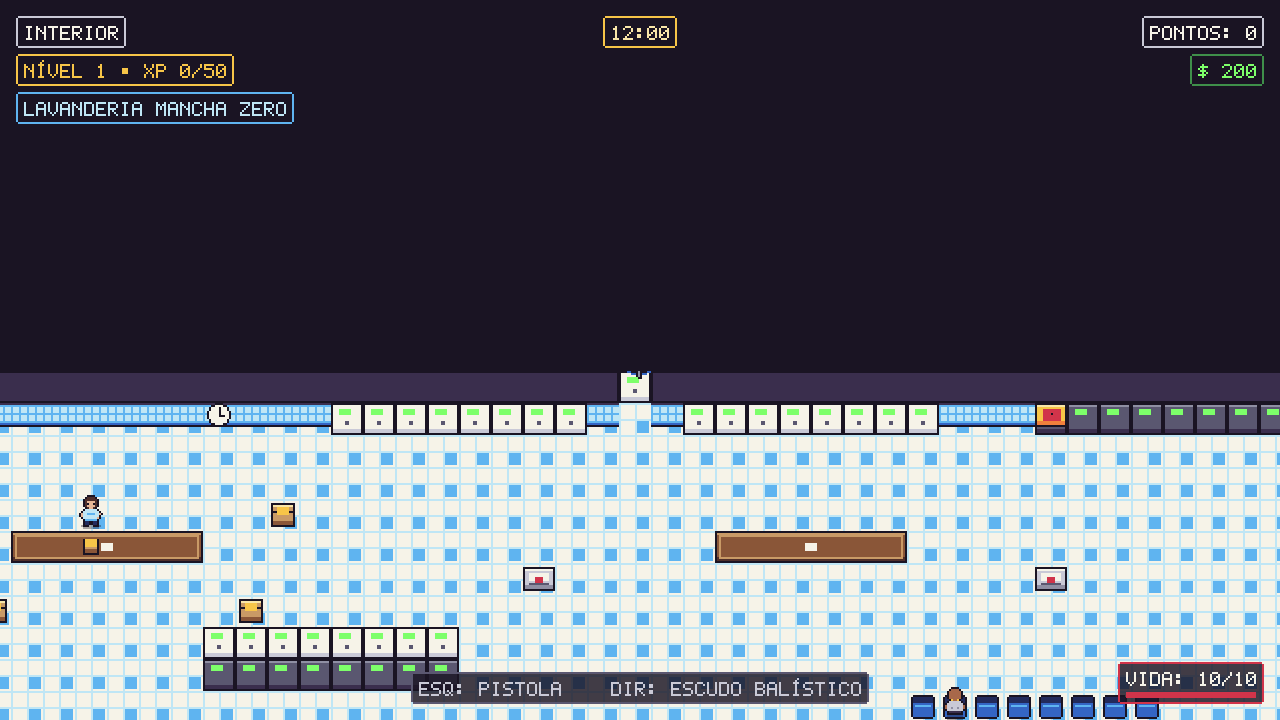 INTERIOR
12:00
PONTOS: 0
NÍVEL 1 ▪ XP 0/50
$ 200
LAVANDERIA MANCHA ZERO
ESQ: PISTOLA DIR: ESCUDO BALÍSTICO
VIDA: 10/10